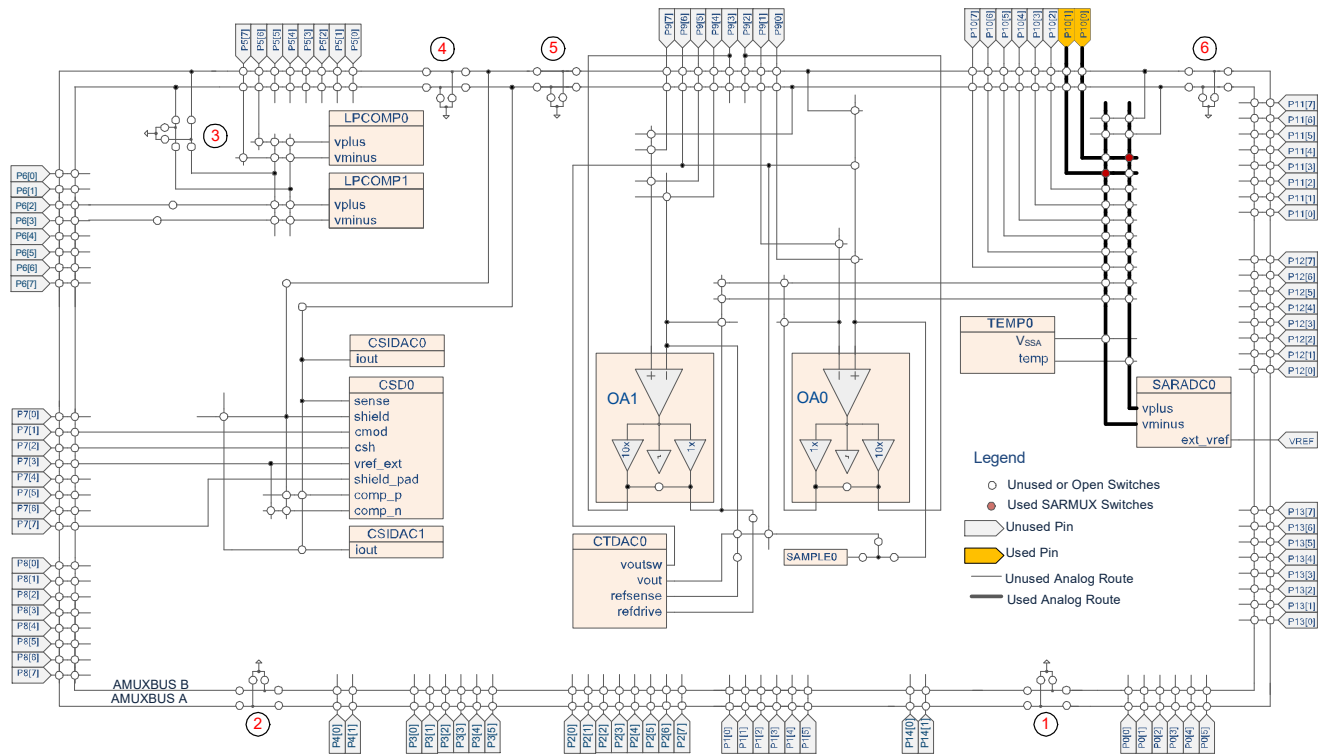 P5[7]
P5[6]
P5[5]
P5[4]
P5[3]
P5[2]
P5[1]
P5[0]
P9[7]
P9[6]
P9[5]
P9[4]
P9[3]
P9[2]
P9[1]
P9[0]
P10[7]
P10[6]
P10[5]
P10[4]
P10[3]
P10[2]
P10[1]
P10[0]
4
5
6
3
LPCOMP0
vplus
vminus
LPCOMP1
vplus
vminus
P6[0]
P6[1]
P6[2]
P6[3]
P6[4]
P6[5]
P6[6]
P6[7]
P11[7]
P11[6]
P11[5]
P11[4]
P11[3]
P11[2]
P11[1]
P11[0]
P12[7]
P12[6]
P12[5]
P12[4]
P12[3]
P12[2]
P12[1]
P12[0]
CSIDAC0
iout
CSD0
sense
shield
cmod
csh
vref_ext
shield_pad
comp_p
comp_n
CSIDAC1
iout
P7[0]
P7[1]
P7[2]
P7[3]
P7[4]
P7[5]
P7[6]
P7[7]
OA1
+
10x
1x
OA0
+
1x
10x
TEMP0
VSSA
temp
SARADC0
vplus
vminus
ext_vref
VREF
CTDAC0
voutsw
vout
refsense
refdrive
SAMPLE0
Legend
Unused or Open Switches
Used SARMUX Switches
Unused Pin
Used Pin
Unused Analog Route
Used Analog Route
P13[7]
P13[6]
P13[5]
P13[4]
P13[3]
P13[2]
P13[1]
P13[0]
P8[0]
P8[1]
P8[2]
P8[3]
P8[4]
P8[5]
P8[6]
P8[7]
AMUXBUS B
AMUXBUS A
2
1
P4[0]
P4[1]
P3[0]
P3[1]
P3[2]
P3[3]
P3[4]
P3[5]
P2[0]
P2[1]
P2[2]
P2[3]
P2[4]
P2[5]
P2[6]
P2[7]
P1[0]
P1[1]
P1[2]
P1[3]
P1[4]
P1[5]
P14[0]
P14[1]
P0[0]
P0[1]
P0[2]
P0[3]
P0[4]
P0[5]